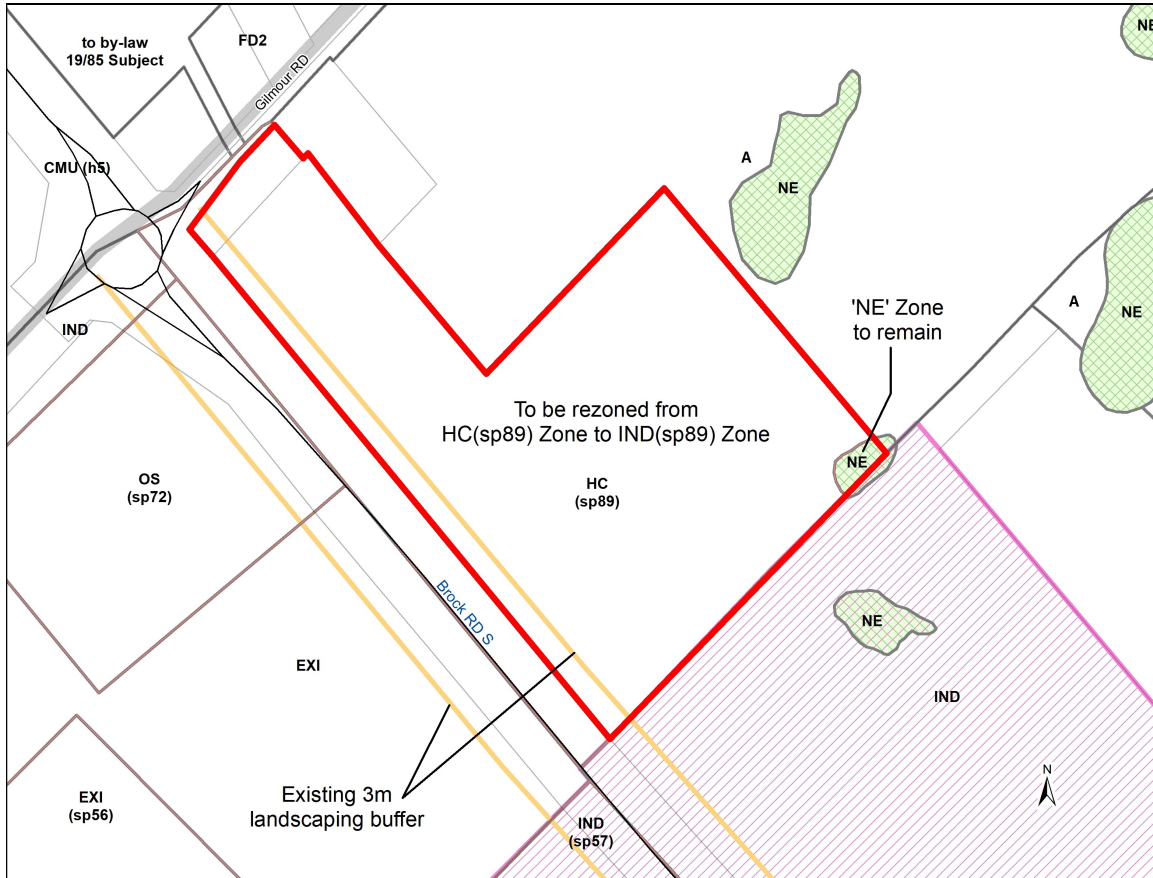 to by-law
19/85 Subject
FD2
Gilmour RD
NE
CMU (h5)
A
NE
IND
'NE' Zone
to remain
A
NE
To be rezoned from
HC(sp89) Zone to IND(sp89) Zone
NE
OS
(sp72)
HC
(sp89)
Brock RD S
NE
EXI
IND
Existing 3m
landscaping buffer
EXI
(sp56)
IND
(sp57)
N